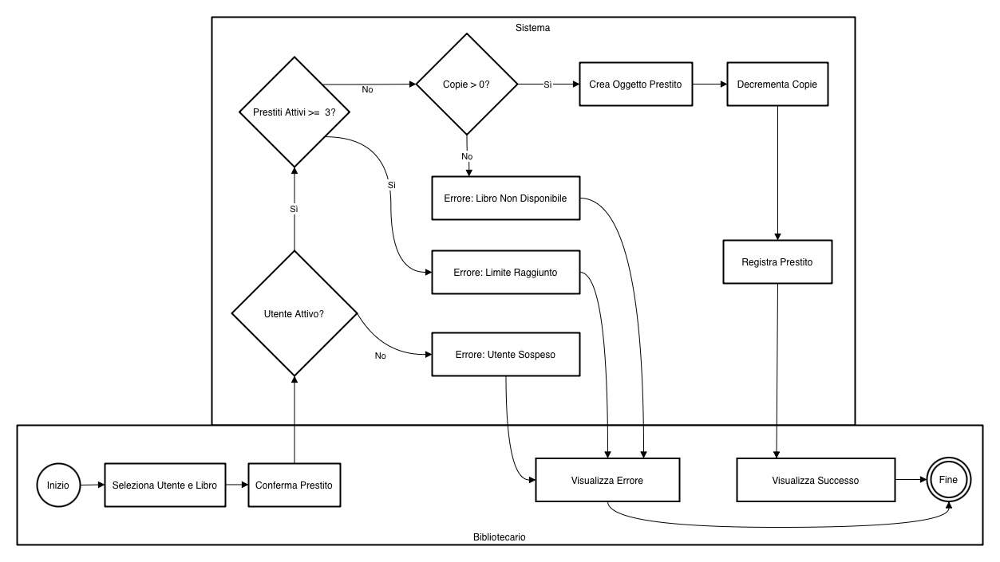 Sistema
Prestiti Attivi >=  3?
No
Copie > 0?
Sì
Crea Oggetto Prestito
Decrementa Copie
No
Sì
Errore: Libro Non Disponibile
Sì
Errore: Limite Raggiunto
Registra Prestito
Utente Attivo?
No
Errore: Utente Sospeso
Inizio
Seleziona Utente e Libro
Conferma Prestito
Visualizza Errore
Visualizza Successo
Fine
Bibliotecario